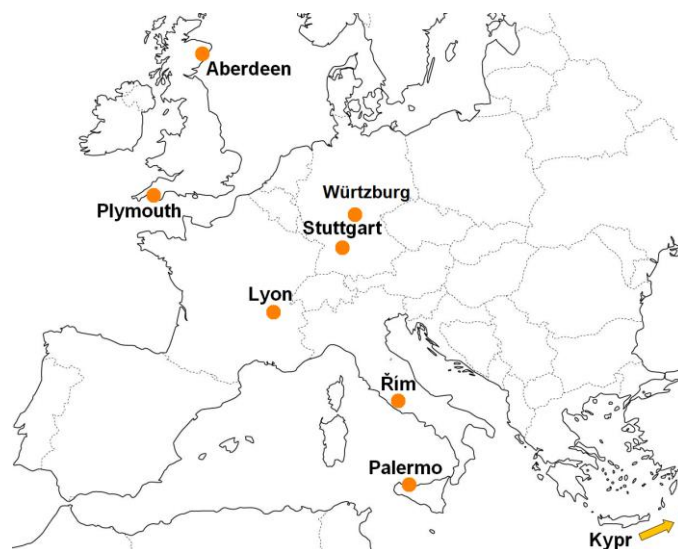 Aberdeen
Plymouth
Würtzburg
Stuttgart
Lyon
Řím
Palermo
Kypr